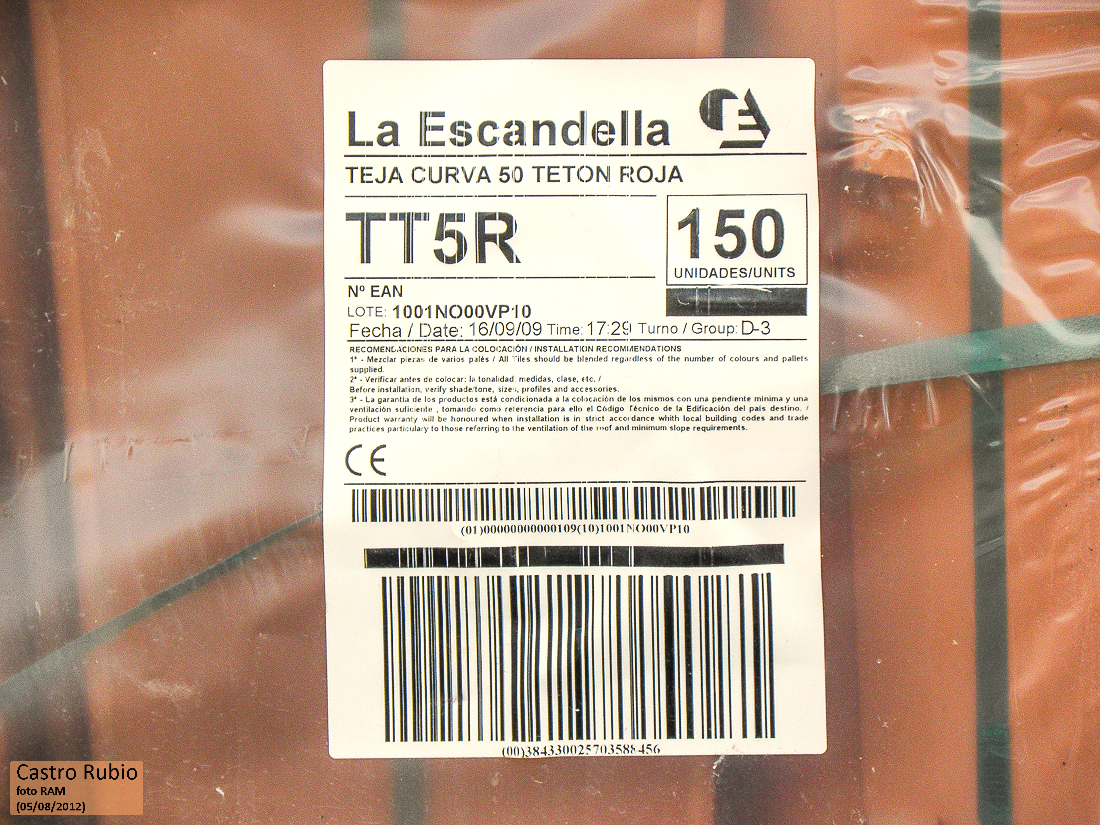 La Escandella
TEJA CURVA 50 TETON ROJA
TT5R
150
UNIDADES/UNITS
Nº EAN
LOTE: 1001NO00VP10
Fecha / Date: 16/09/09 Time: 17:29 Turno / Group: D-3
RECOMENDACIONES PARA LA COLOCACIÓN / INSTALLATION RECOMMENDATIONS
1ª - Mezclar piezas de varios palés / All Tiles should be blended regardless of the number of colours and pallets
supplied.
2ª - Verificar antes de colocar: la tonalidad, medidas, clase, etc. /
Before installation, verify shade/tone, sizes, profiles and accessories.
3ª - La garantía de los productos está condicionada a la colocación de los mismos con una pendiente mínima y una
ventilación suficiente , tomando como referencia para ello el Código Técnico de la Edificación del país destino. /
Product warranty will be honoured when installation is in strict accordance whith local building codes and trade
practices particulary to those referring to the ventilation of the roof and minimum slope requirements.
CE
(01)00000000000109(10)1001NO00VP10
(00)384330025703588456
Castro Rubio
foto RAM
(05/08/2012)